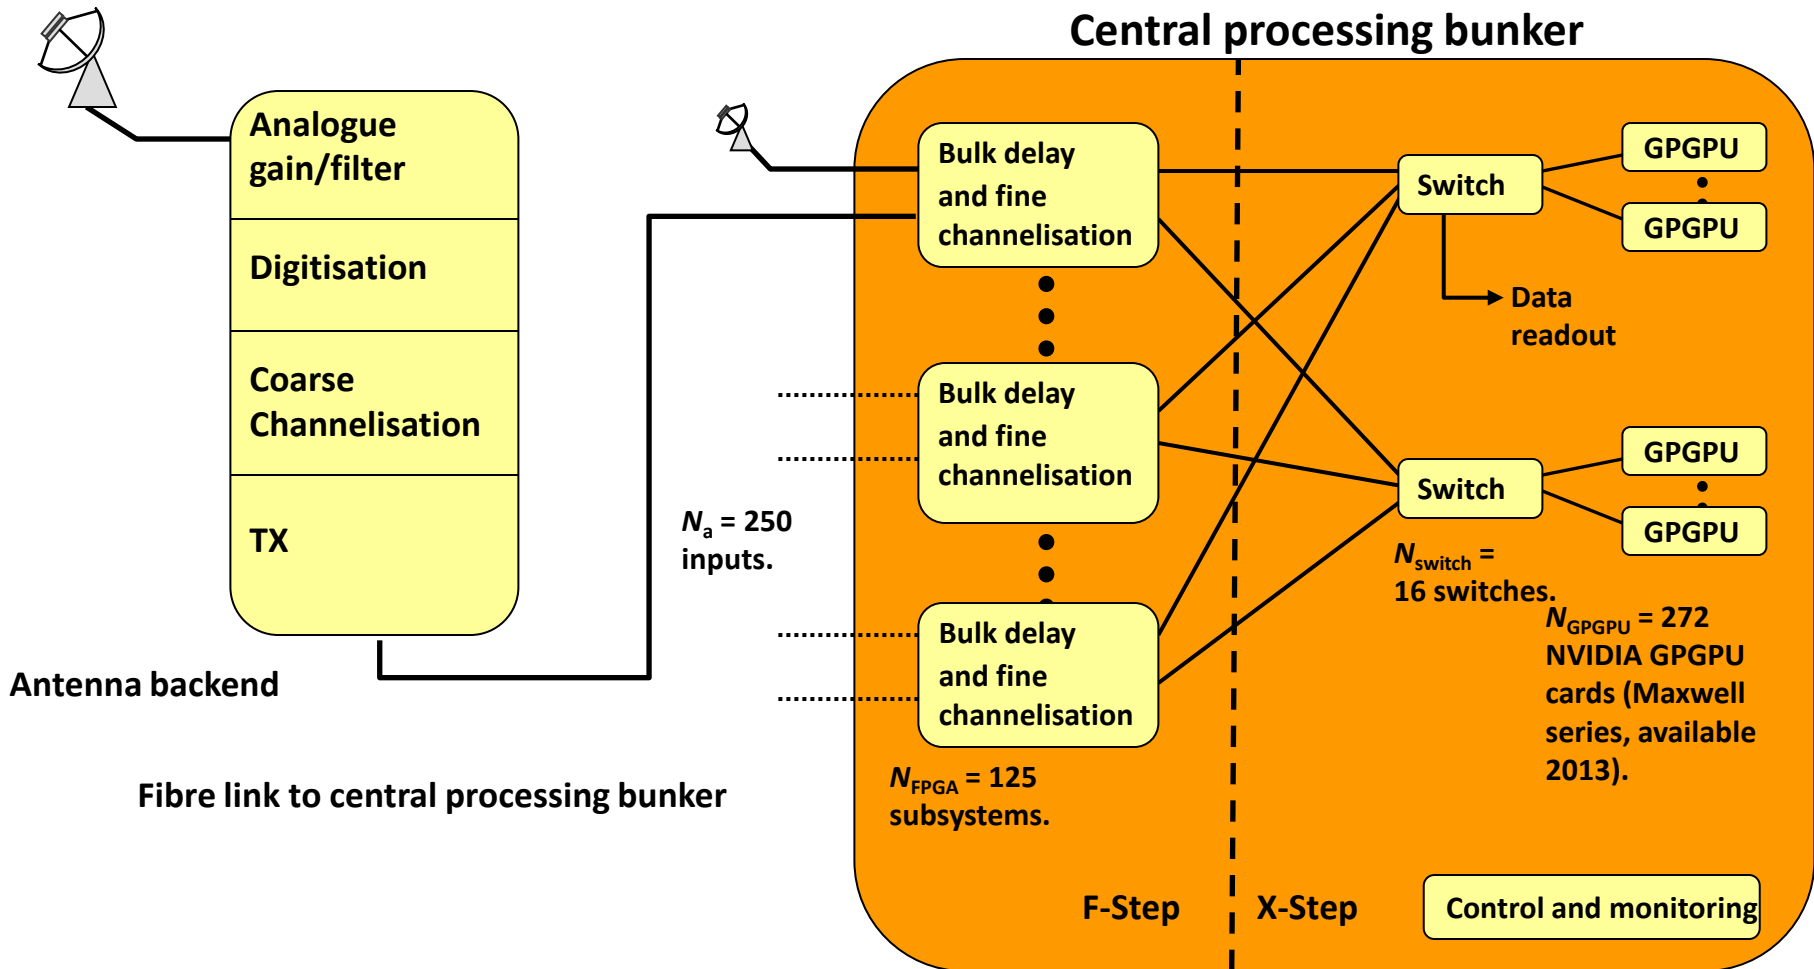 Central processing bunker
Analogue
gain/filter
Digitisation
Coarse
Channelisation
TX
Antenna backend
Fibre link to central processing bunker
Na = 250
inputs.
Bulk delay
and fine
channelisation
Bulk delay
and fine
channelisation
Bulk delay
and fine
channelisation
NFPGA = 125
subsystems.
Switch
GPGPU
GPGPU
Data
readout
Switch
GPGPU
GPGPU
Nswitch =
16 switches.
NGPGPU = 272
NVIDIA GPGPU
cards (Maxwell
series, available
2013).
F-Step
X-Step
Control and monitoring